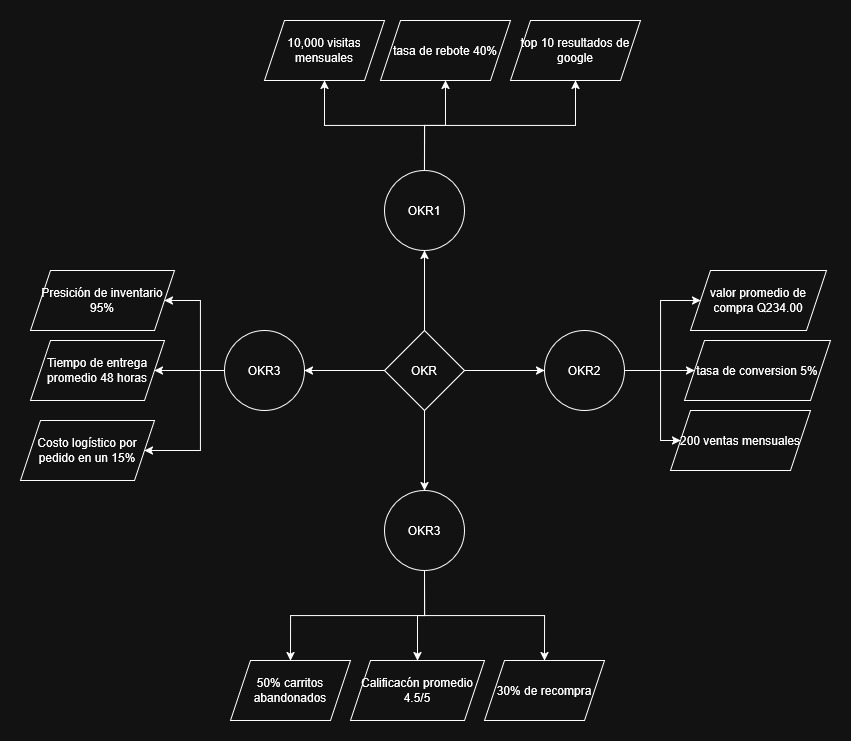 10,000 visitas
mensuales
tasa de rebote 40%
top 10 resultados de
google
OKR1
Presición de inventario
95%
Tiempo de entrega
promedio 48 horas
Costo logístico por
pedido en un 15%
OKR3
OKR
OKR2
valor promedio de
compra Q234.00
tasa de conversion 5%
200 ventas mensuales
OKR3
50% carritos
abandonados
Calificacón promedio
4.5/5
30% de recompra